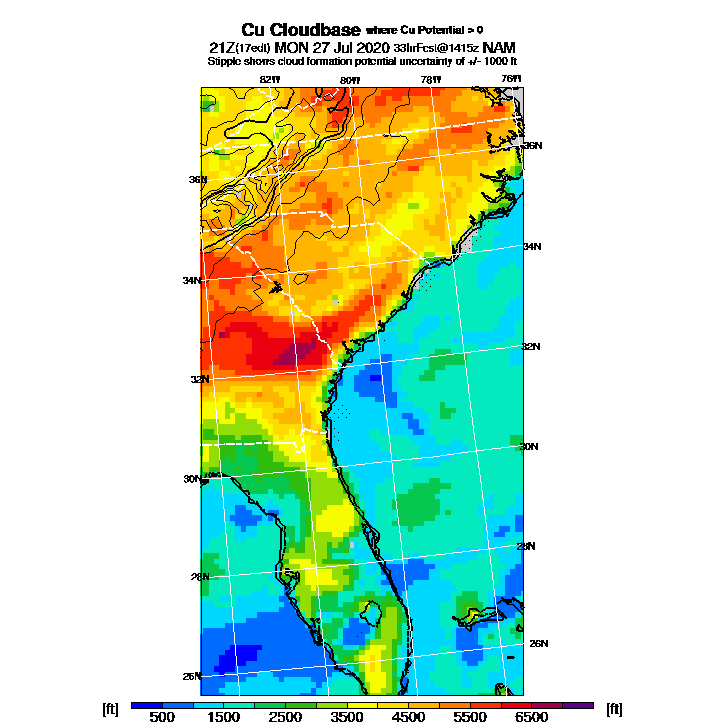 Cu Cloudbase where Cu Potential > 0
21Z(17edt) MON 27 Jul 2020 33hrFcst@1415z NAM
Stipple shows cloud formation potential uncertainty of +/- 1000 ft
82W 80W 78W 76W
36N
36N
34N
34N
32N
32N
30N
30N
28N
28N
26N
26N
[ft] 500 1500 2500 3500 4500 5500 6500 [ft]